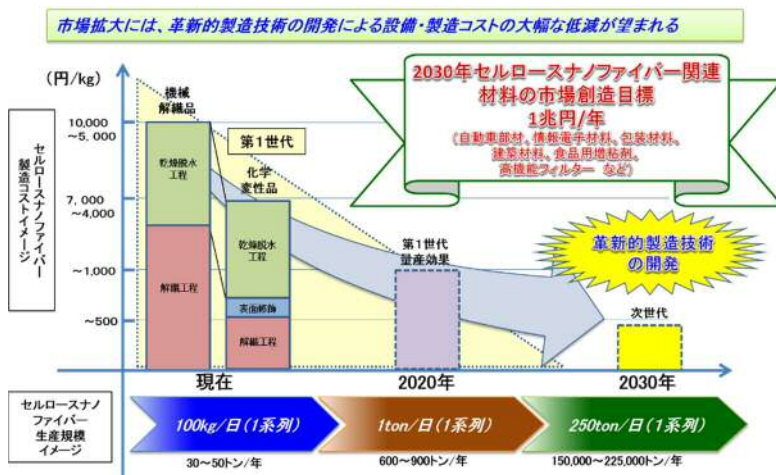 市場拡大には、革新的製造技術の開発による設備・製造コストの大幅な低減が望まれる
(円/kg)
機械
解繊品
2030年セルロースナノファイバー関連
材料の市場創造目標
1兆円/年
(自動車部材、情報電子材料、包装材料、
建築材料、食品用増粘剤、
高機能フィルター など)
10,000
~5,000
第1世代
化学
変性品
乾燥脱水
工程
7,000
~4,000
セルロースナノファイバー
製造コストイメージ
乾燥脱水
工程
第1世代
量産効果
革新的製造技術
の開発
~1,000
解繊工程
表面修飾
次世代
~500
解繊工程
現在
2020年
2030年
セルロースナノ
ファイバー
生産規模
イメージ
100kg/日(1系列)
1ton/日(1系列)
250ton/日(1系列)
30~50トン/年
600~900トン/年
150,000~225,000トン/年